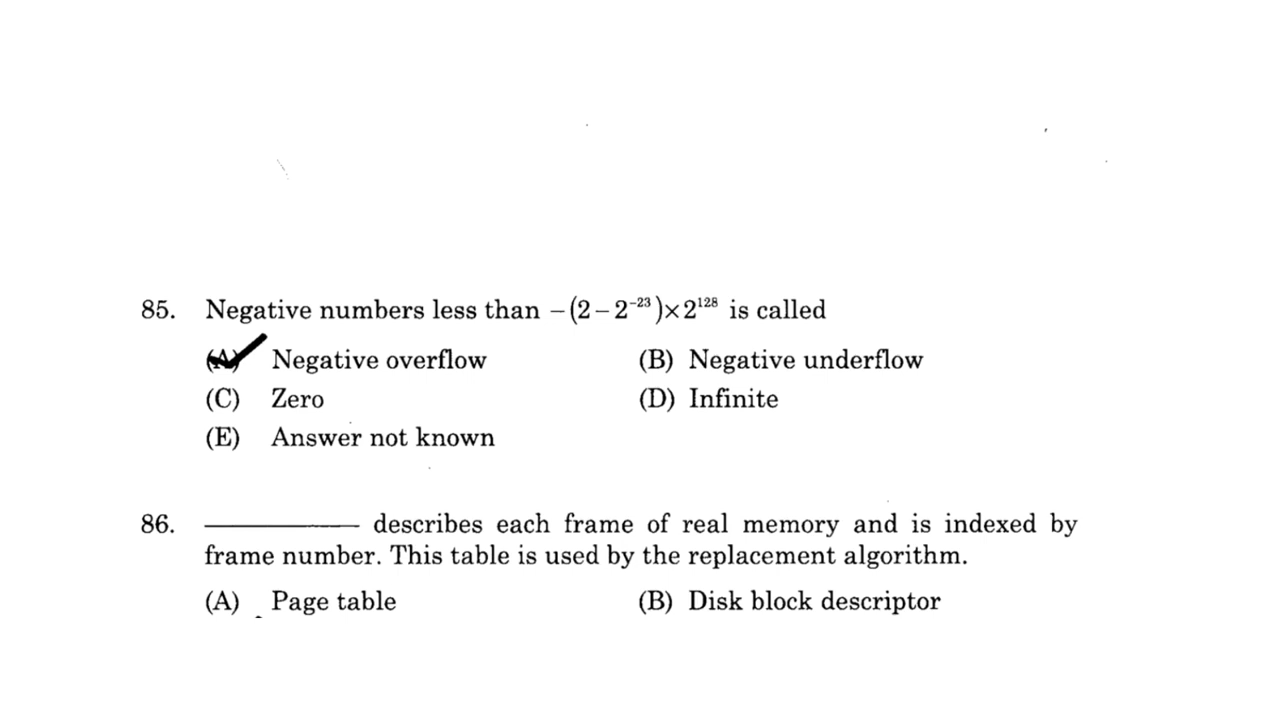 85. Negative numbers less than −(2−2⁻²³)×2¹²⁸ is called
(A) Negative overflow (B) Negative underflow
(C) Zero (D) Infinite
(E) Answer not known
86. ____________ describes each frame of real memory and is indexed by
frame number. This table is used by the replacement algorithm.
(A) Page table (B) Disk block descriptor